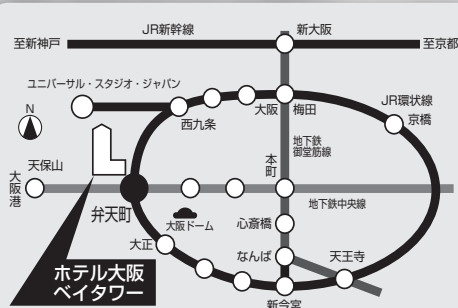 JR新幹線
新大阪
至新神戸
至京都
ユニバーサル・スタジオ・ジャパン
JR環状線
N
西九条
大阪
梅田
京橋
地下鉄
御堂筋線
本町
天保山
大阪港
地下鉄中央線
弁天町
大阪ドーム
心斎橋
大正
なんば
天王寺
ホテル大阪
ベイタワー
新今宮